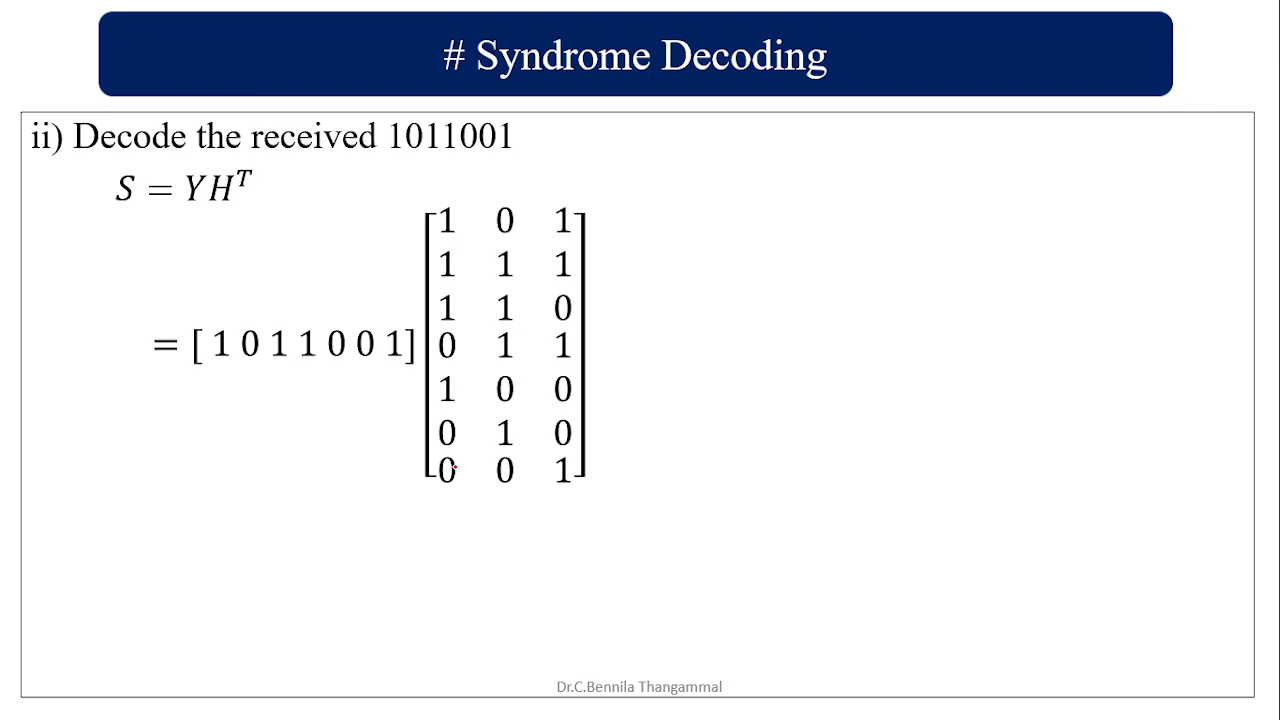 # Syndrome Decoding
ii) Decode the received 1011001
S = YH^T
1 0 1
1 1 1
1 1 0
= [ 1 0 1 1 0 0 1] 0 1 1
1 0 0
0 1 0
0 0 1
Dr.C.Bennila Thangammal